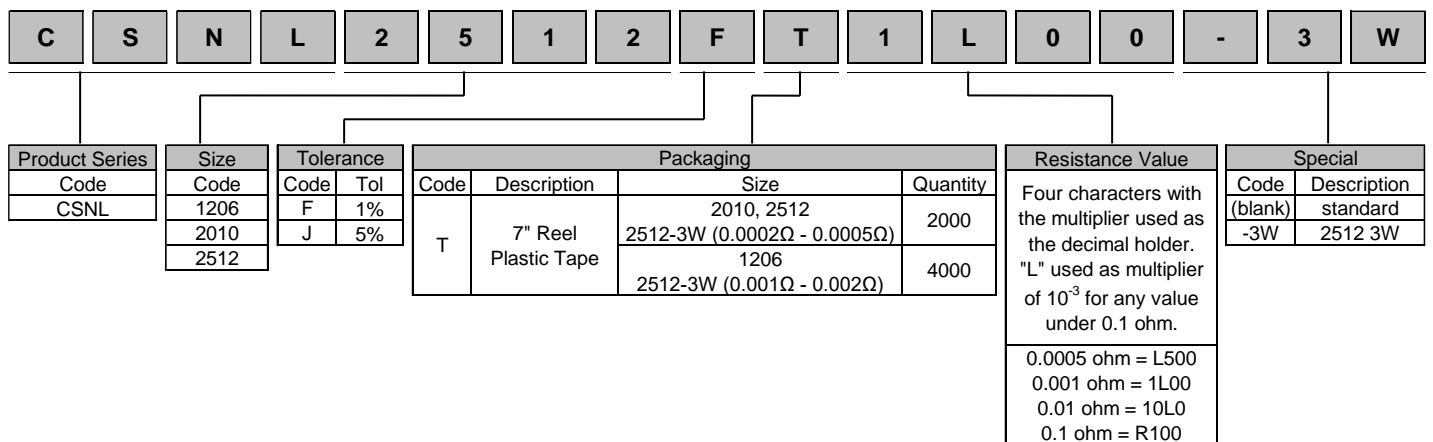 C S N L 2 5 1 2 F T 1 L 0 0 - 3 W
Product Series
Code
CSNL
Size
Code
1206
2010
2512
Tolerance
Code Tol
F 1%
J 5%
Packaging
Code Description Size Quantity
T
7" Reel
Plastic Tape
2010, 2512
2512-3W (0.0002Ω - 0.0005Ω)
2000
1206
2512-3W (0.001Ω - 0.002Ω)
4000
Resistance Value
Four characters with
the multiplier used as
the decimal holder.
"L" used as multiplier
of 10⁻³ for any value
under 0.1 ohm.
0.0005 ohm = L500
0.001 ohm = 1L00
0.01 ohm = 10L0
0.1 ohm = R100
Special
Code Description
(blank) standard
-3W 2512 3W